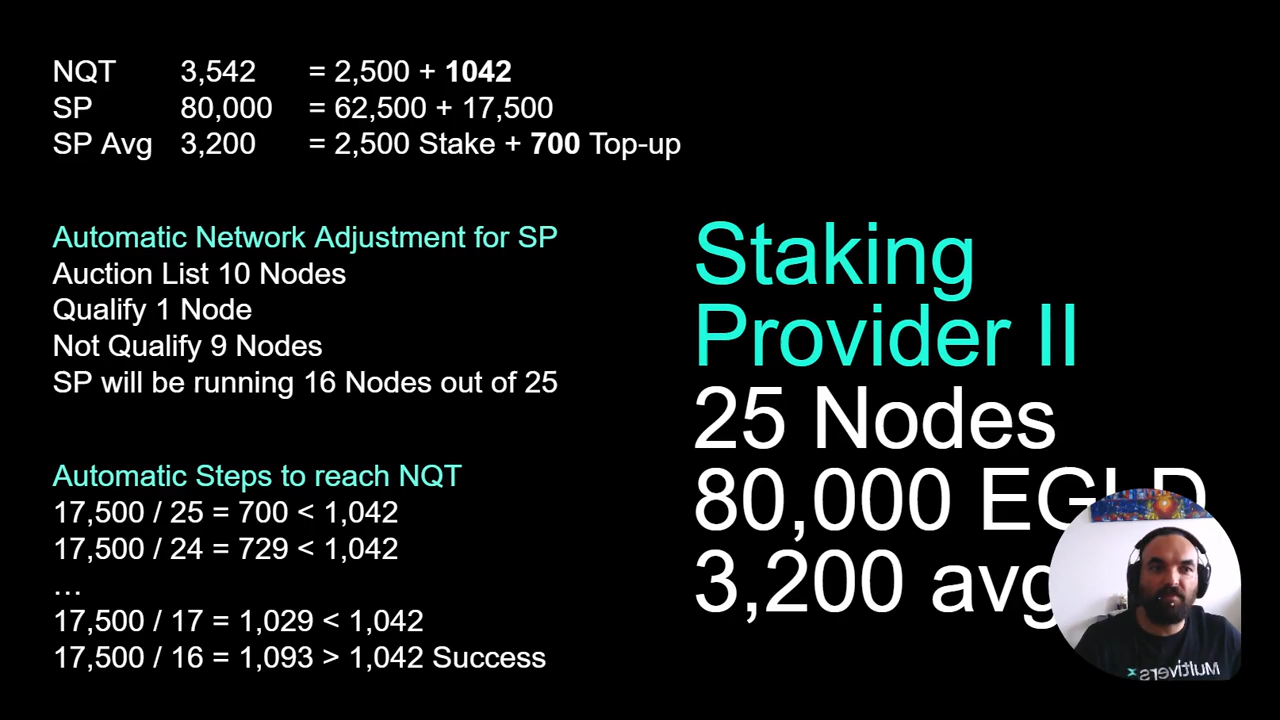 NQT 3,542 = 2,500 + 1042
SP 80,000 = 62,500 + 17,500
SP Avg 3,200 = 2,500 Stake + 700 Top-up
Automatic Network Adjustment for SP
Auction List 10 Nodes
Qualify 1 Node
Not Qualify 9 Nodes
SP will be running 16 Nodes out of 25
Automatic Steps to reach NQT
17,500 / 25 = 700 < 1,042
17,500 / 24 = 729 < 1,042
…
17,500 / 17 = 1,029 < 1,042
17,500 / 16 = 1,093 > 1,042 Success
Staking
Provider II
25 Nodes
80,000 EGLD
3,200 avg
Multivers